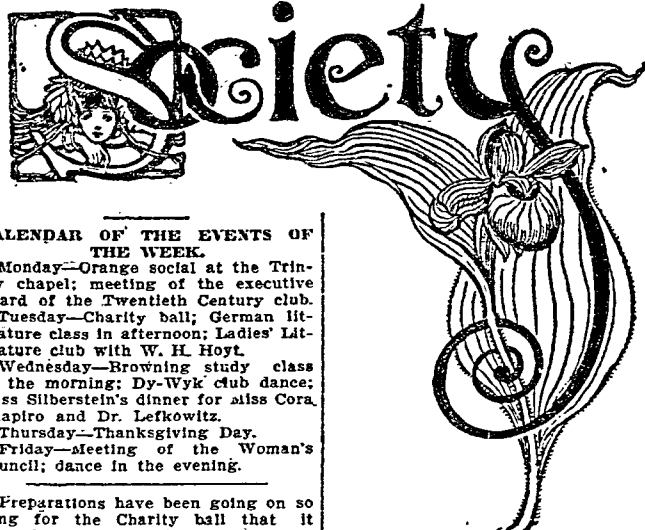 Society
ALENDAR OF THE EVENTS OF
THE WEEK.
Monday—Orange social at the Trin-
y chapel; meeting of the executive
ard of the Twentieth Century club.
Tuesday—Charity ball; German lit-
ature class in afternoon; Ladies' Lit-
ature club with W. H. Hoyt.
Wednesday—Browning study class
the morning; Dy-Wyk club dance;
ss Silberstein's dinner for Miss Cora
apiro and Dr. Lefkowitz.
Thursday—Thanksgiving Day.
Friday—Meeting of the Woman's
uncil; dance in the evening.
Preparations have been going on so
ng for the Charity ball that it